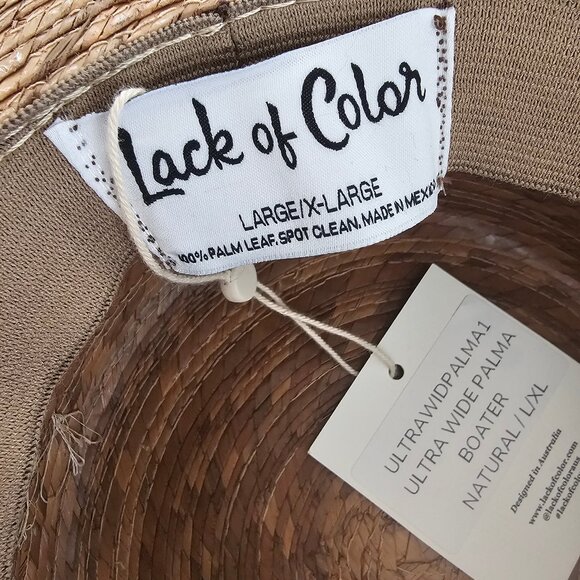 Lack of Color
LARGE/X-LARGE
100% PALM LEAF. SPOT CLEAN. MADE IN MEXICO
ULTRAWIDPALMA1
ULTRA WIDE PALMA
BOATER
NATURAL / L/XL
Designed in Australia
www.lackofcolor.com
@lackofcoloraus